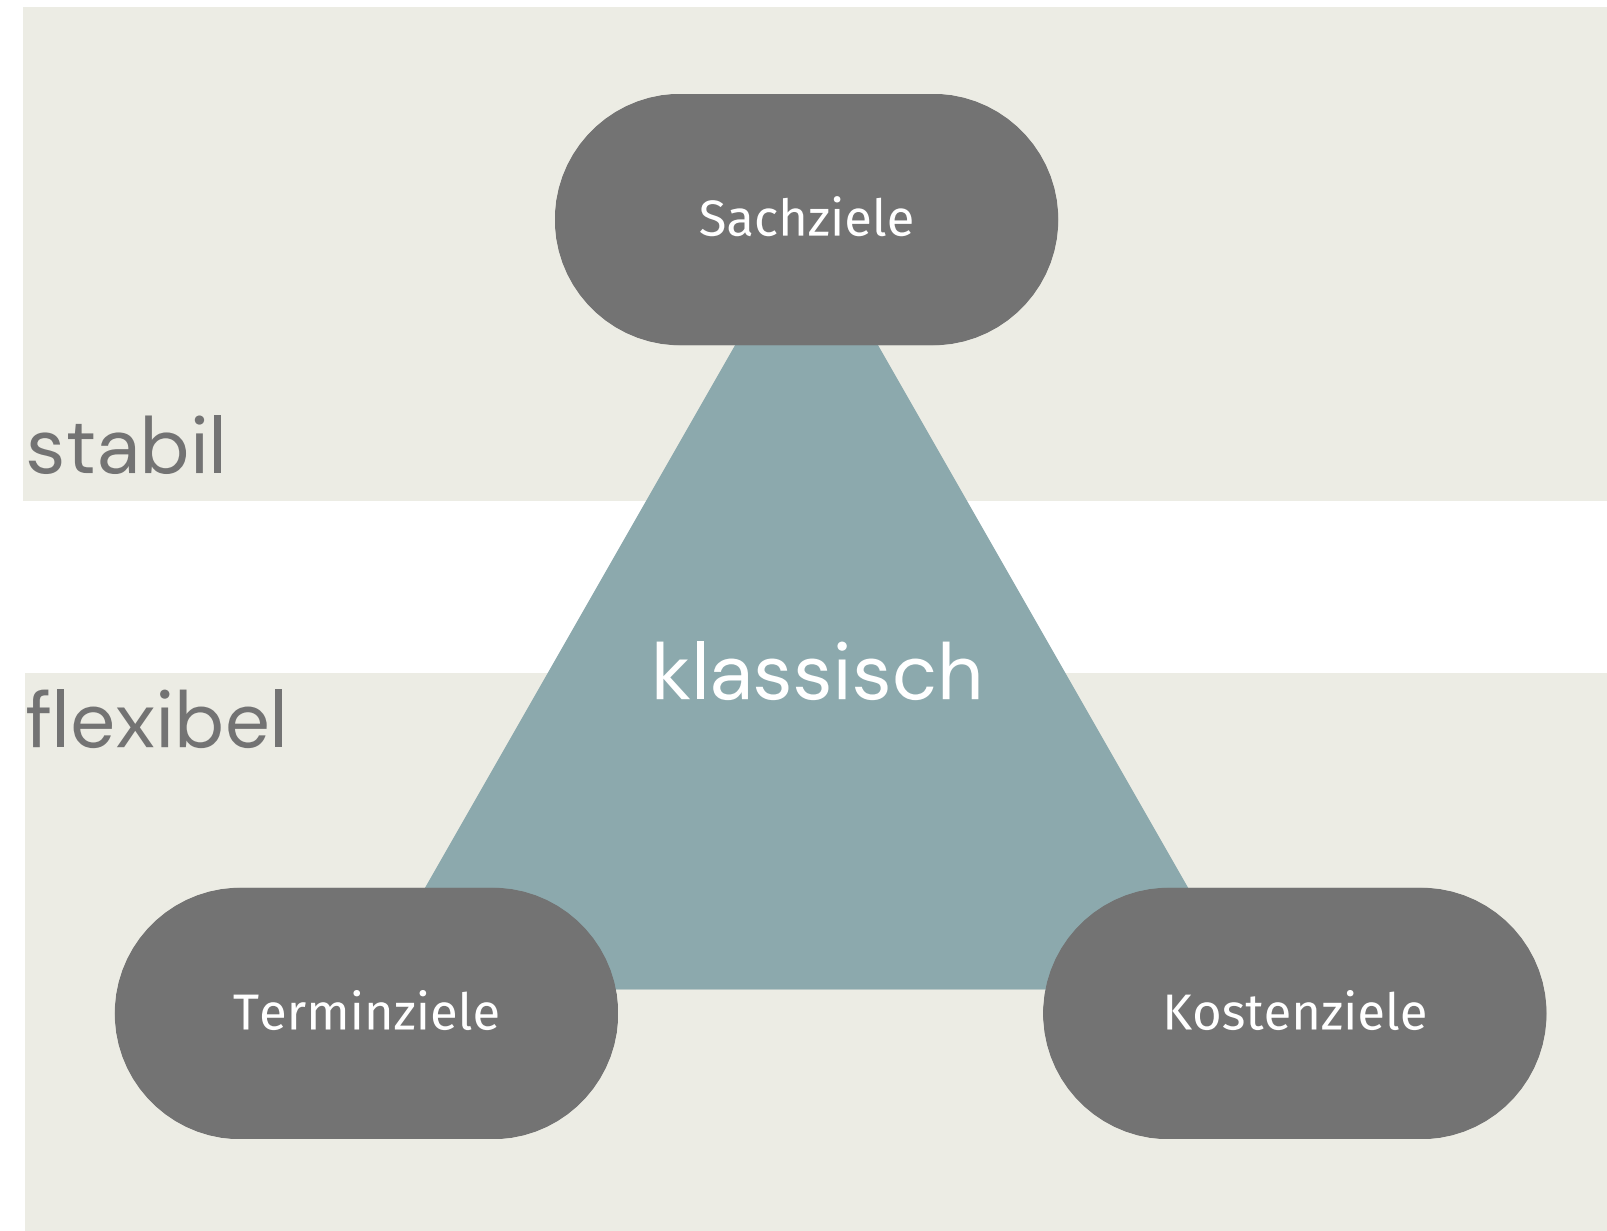 Sachziele
stabil
klassisch
flexibel
Terminziele
Kostenziele